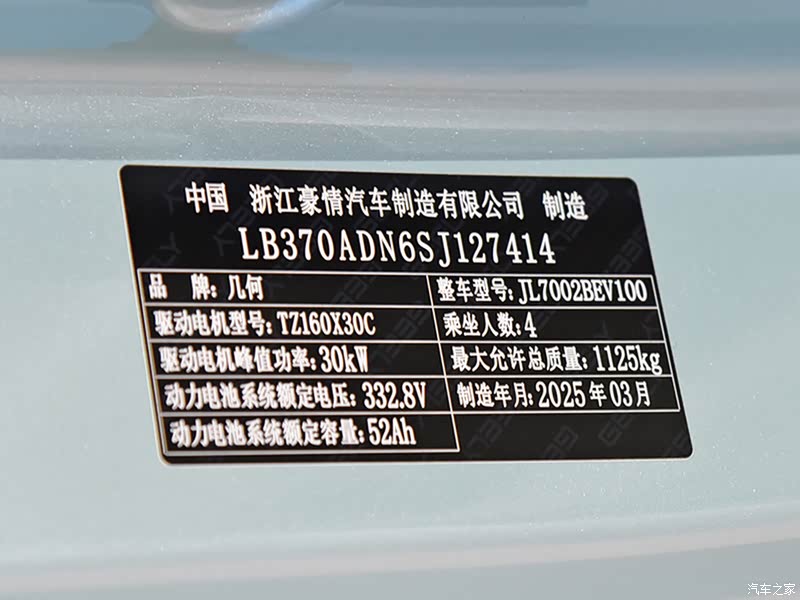 中国 浙江豪情汽车制造有限公司 制造
LB370ADN6SJ127414
品 牌: 几何 整车型号: JL7002BEV100
驱动电机型号: TZ160X30C 乘坐人数: 4
驱动电机峰值功率: 30kW 最大允许总质量: 1125kg
动力电池系统额定电压: 332.8V 制造年月: 2025年03月
动力电池系统额定容量: 52Ah
汽车之家